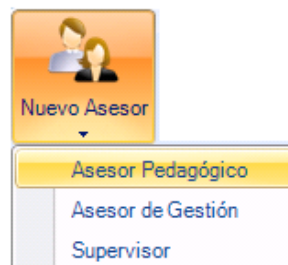 Nuevo Asesor
Asesor Pedagógico
Asesor de Gestión
Supervisor